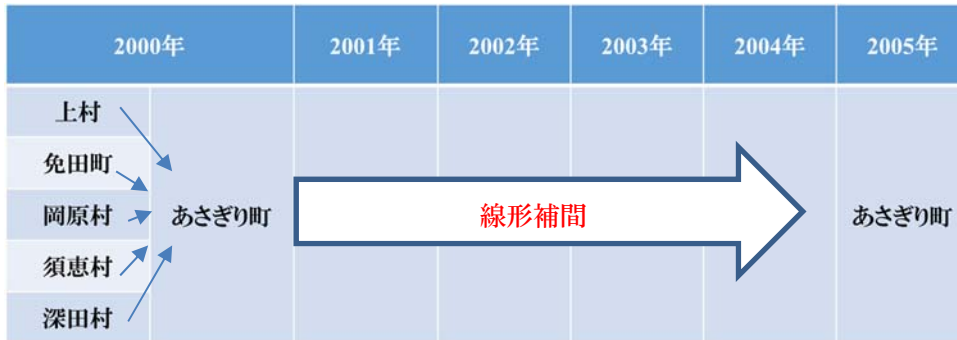 2000年 2001年 2002年 2003年 2004年 2005年
上村
免田町
岡原村 あさぎり町 線形補間 あさぎり町
須恵村
深田村